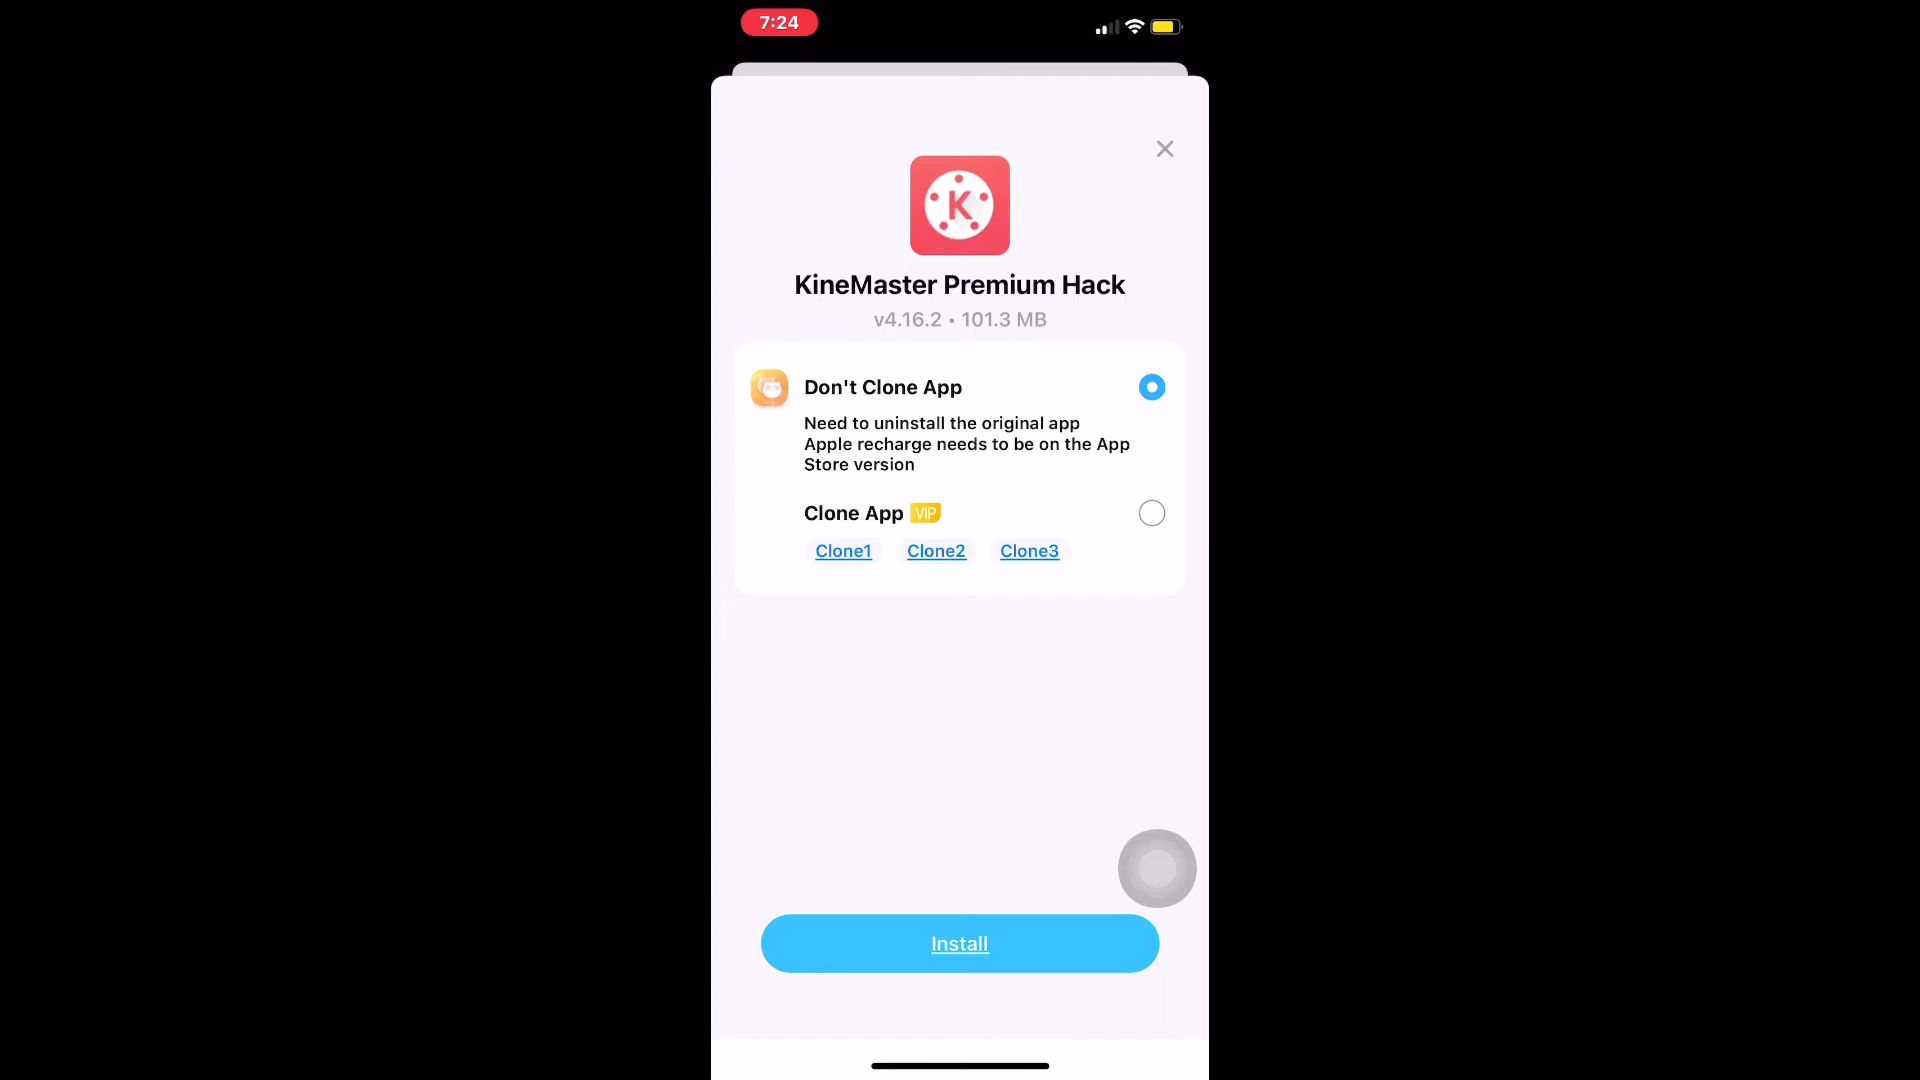 7:24
K
KineMaster Premium Hack
v4.16.2 • 101.3 MB
Don't Clone App
Need to uninstall the original app
Apple recharge needs to be on the App
Store version
Clone App VIP
Clone1 Clone2 Clone3
Install